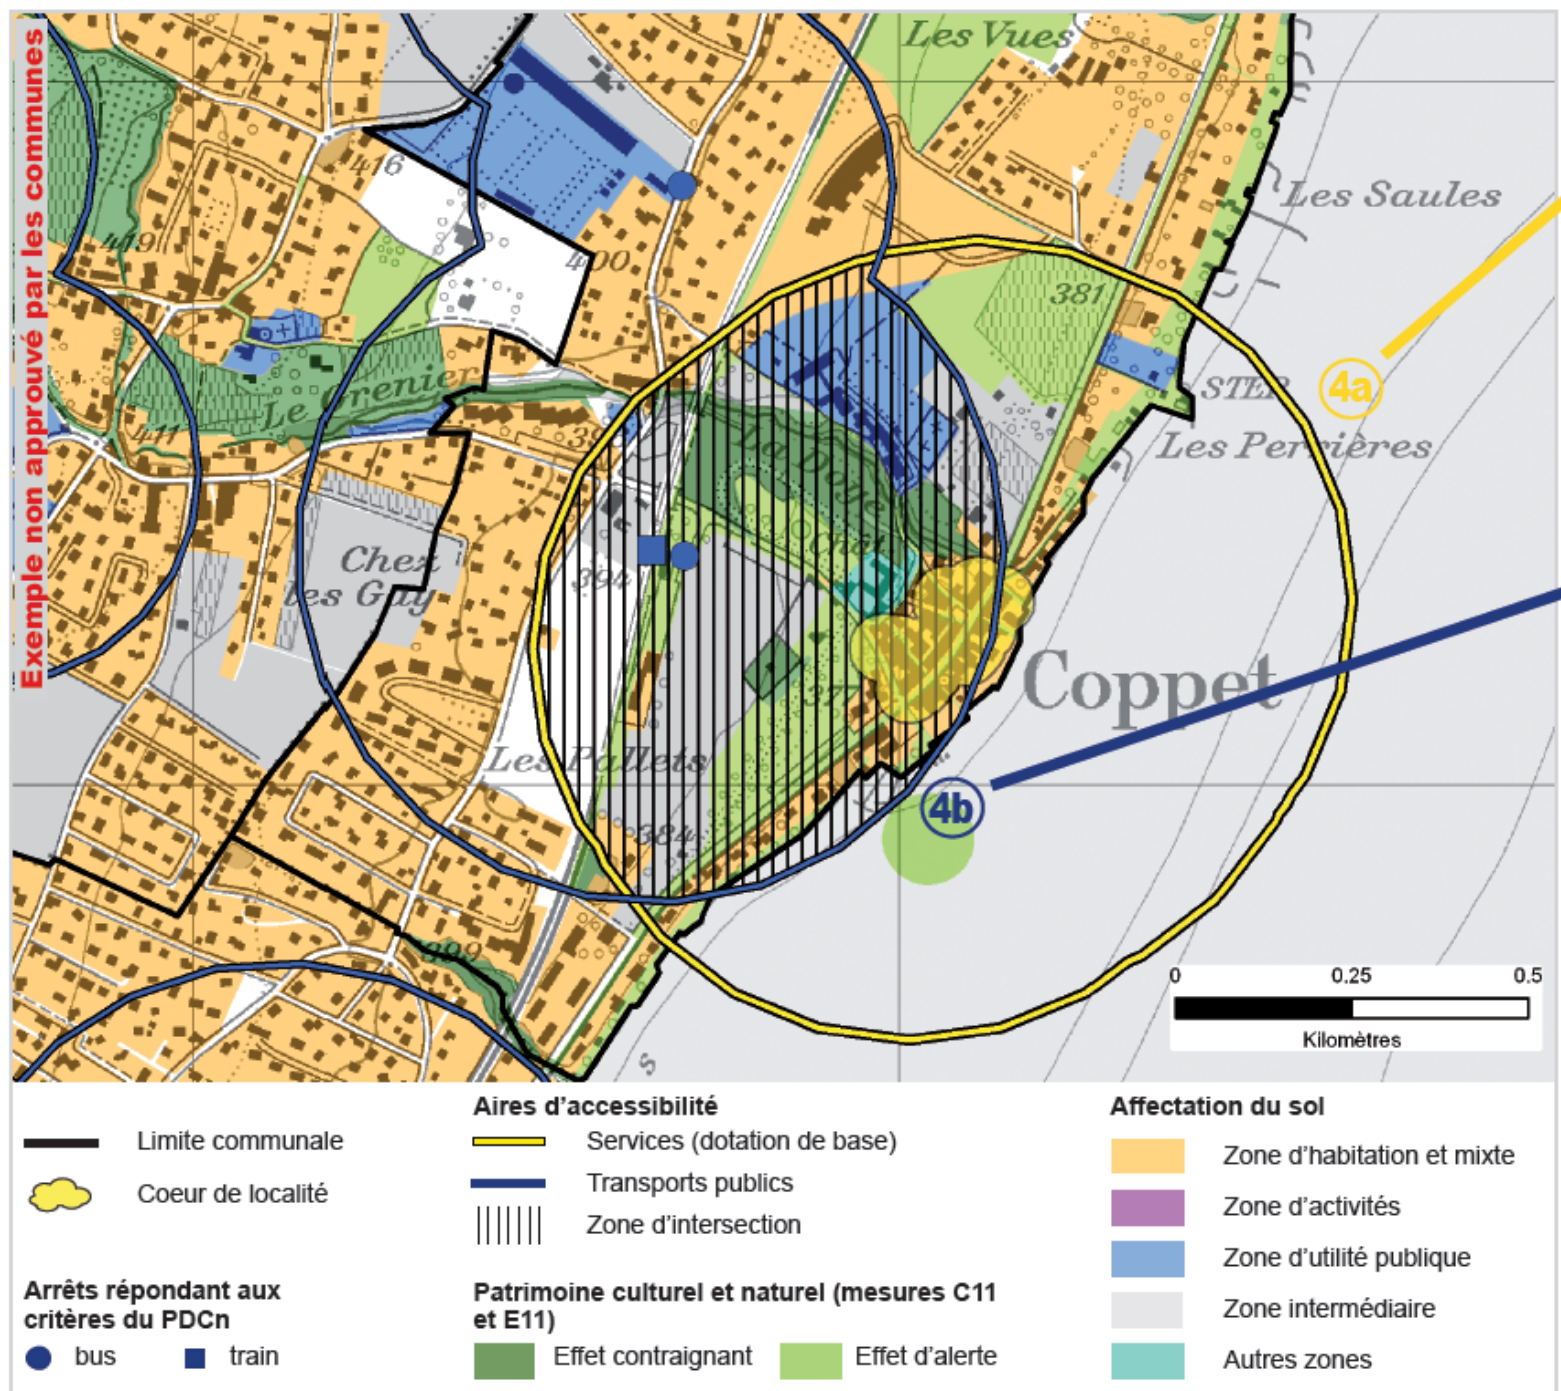 Exemple non approuvé par les communes
Les Vues
416
Les Saules
419
400
381
4a
STEP
Le Grenier
Les Perrières
La Doye
Chez
les Guy
394
Coppet
377
Les Pallets
4b
384
399
0 0.25 0.5
Kilomètres
s
Limite communale
Coeur de localité
Arrêts répondant aux
critères du PDCn
bus train
Aires d’accessibilité
Services (dotation de base)
Transports publics
Zone d’intersection
Patrimoine culturel et naturel (mesures C11
et E11)
Effet contraignant Effet d’alerte
Affectation du sol
Zone d’habitation et mixte
Zone d’activités
Zone d’utilité publique
Zone intermédiaire
Autres zones